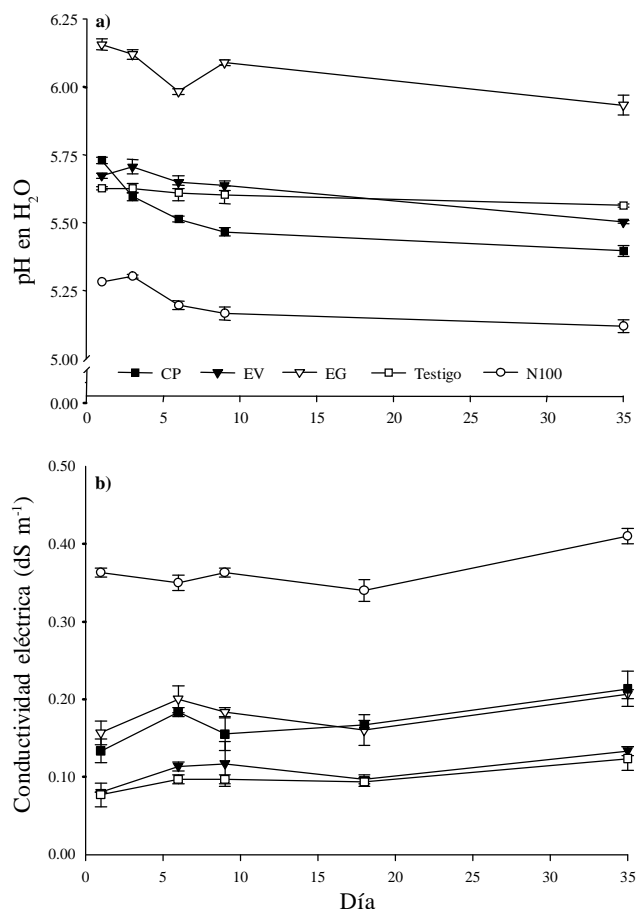 a)
6.25
6.00
5.75
5.50
5.25
5.00
0.00
pH en H₂O
CP EV EG Testigo N100
0 5 10 15 20 25 30 35
b)
0.50
0.40
0.30
0.20
0.10
0.00
Conductividad eléctrica (dS m⁻¹)
0 5 10 15 20 25 30 35
Día